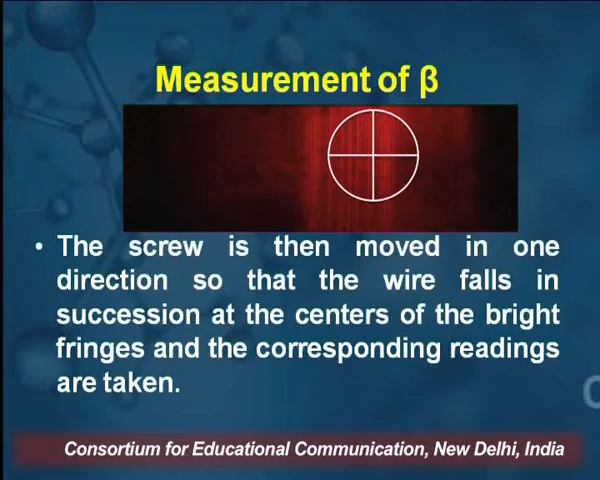 Measurement of β
• The screw is then moved in one
direction so that the wire falls in
succession at the centers of the bright
fringes and the corresponding readings
are taken.
Consortium for Educational Communication, New Delhi, India